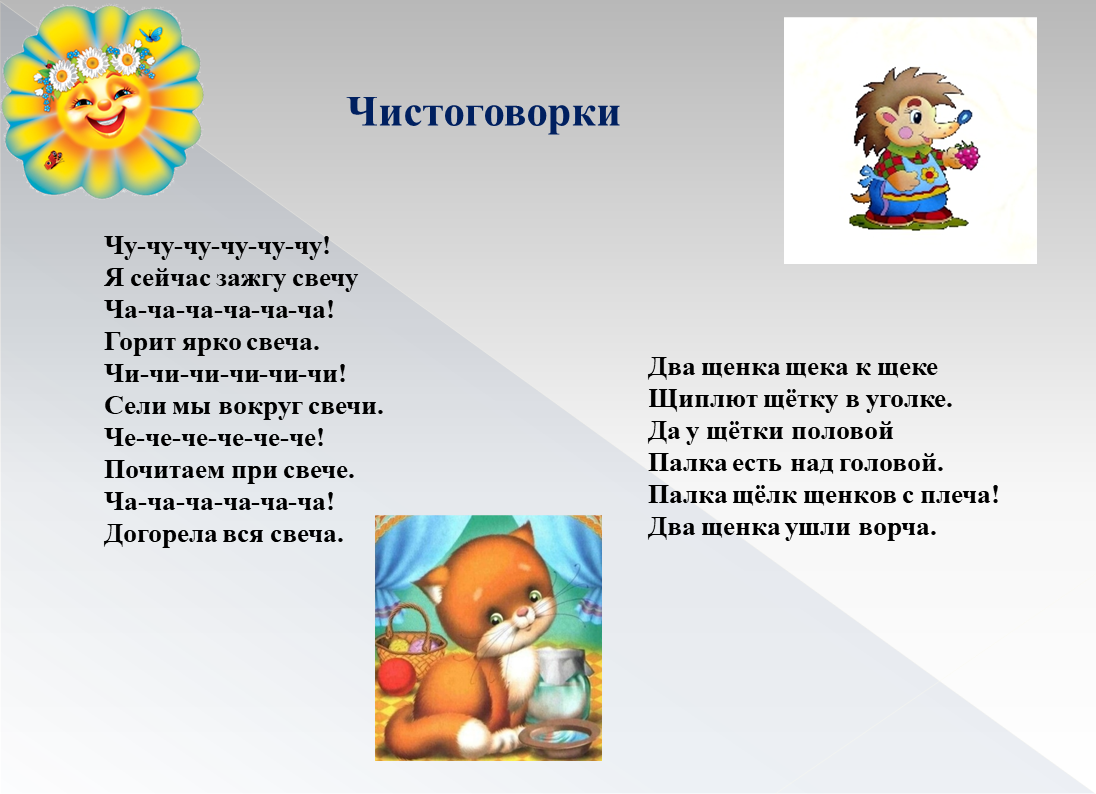 Чистоговорки
Чу-чу-чу-чу-чу-чу!
Я сейчас зажгу свечу
Ча-ча-ча-ча-ча-ча!
Горит ярко свеча.
Чи-чи-чи-чи-чи-чи!
Сели мы вокруг свечи.
Че-че-че-че-че-че!
Почитаем при свече.
Ча-ча-ча-ча-ча-ча!
Догорела вся свеча.
Два щенка щека к щеке
Щиплют щётку в уголке.
Да у щётки половой
Палка есть над головой.
Палка щёлк щенков с плеча!
Два щенка ушли ворча.